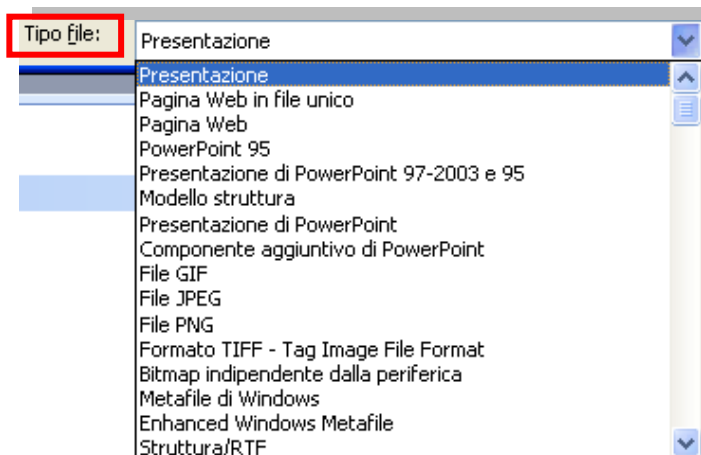 Tipo file: Presentazione
Presentazione
Pagina Web in file unico
Pagina Web
PowerPoint 95
Presentazione di PowerPoint 97-2003 e 95
Modello struttura
Presentazione di PowerPoint
Componente aggiuntivo di PowerPoint
File GIF
File JPEG
File PNG
Formato TIFF - Tag Image File Format
Bitmap indipendente dalla periferica
Metafile di Windows
Enhanced Windows Metafile
Struttura/RTF